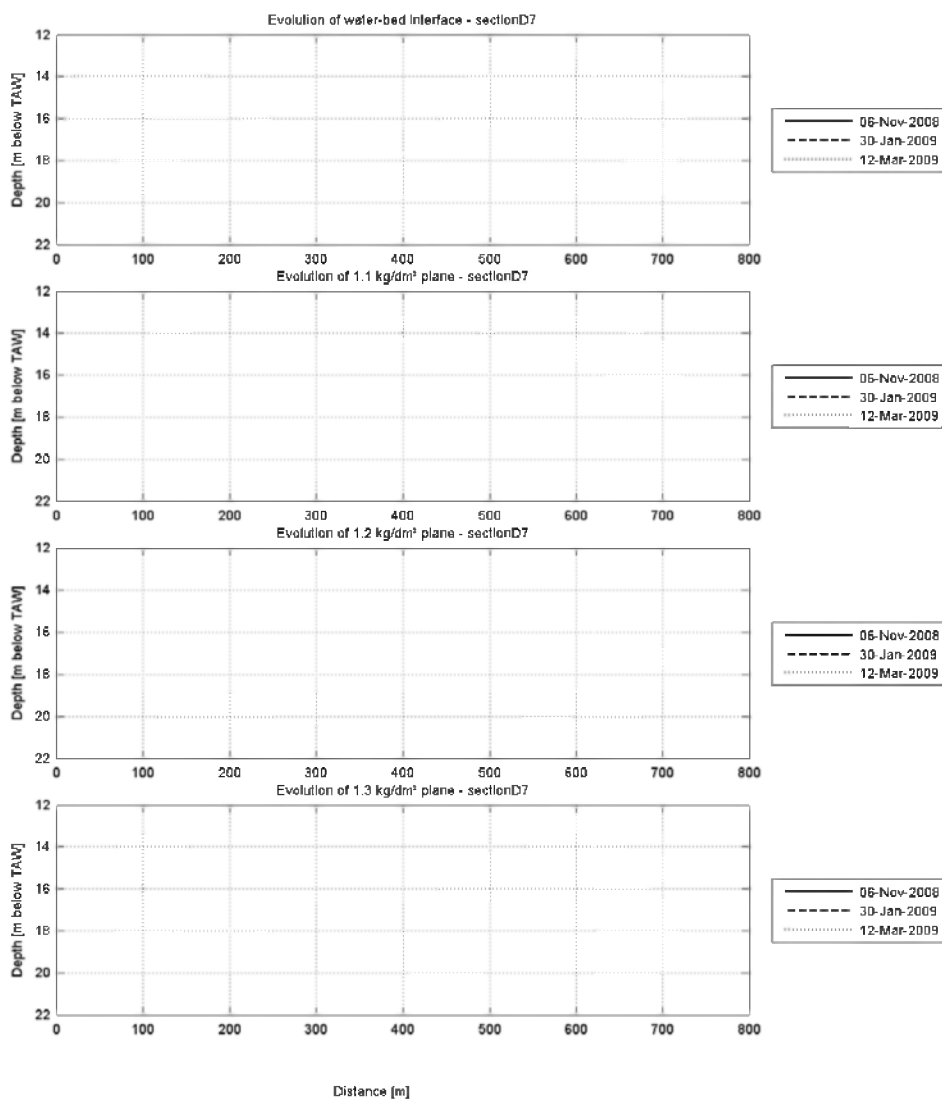 Evolution of water-bed interface - sectionD7
12
14
16
18
20
22
Depth [m below TAW]
0 100 200 300 400 500 600 700 800
06-Nov-2008
30-Jan-2009
12-Mar-2009
Evolution of 1.1 kg/dm³ plane - sectionD7
12
14
16
18
20
22
Depth [m below TAW]
0 100 200 300 400 500 600 700 800
06-Nov-2008
30-Jan-2009
12-Mar-2009
Evolution of 1.2 kg/dm³ plane - sectionD7
12
14
16
18
20
22
Depth [m below TAW]
0 100 200 300 400 500 600 700 800
06-Nov-2008
30-Jan-2009
12-Mar-2009
Evolution of 1.3 kg/dm³ plane - sectionD7
12
14
16
18
20
22
Depth [m below TAW]
0 100 200 300 400 500 600 700 800
06-Nov-2008
30-Jan-2009
12-Mar-2009
Distance [m]